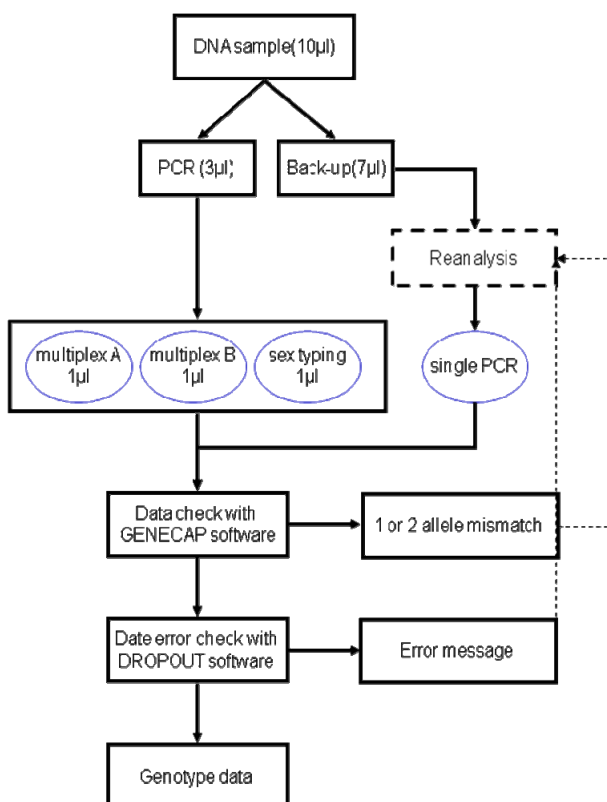 DNA sample(10µl)
PCR (3µl)
Back-up(7µl)
Reanalysis
multiplex A
1µl
multiplex B
1µl
sex typing
1µl
single PCR
Data check with
GENECAP software
1 or 2 allele mismatch
Date error check with
DROPOUT software
Error message
Genotype data